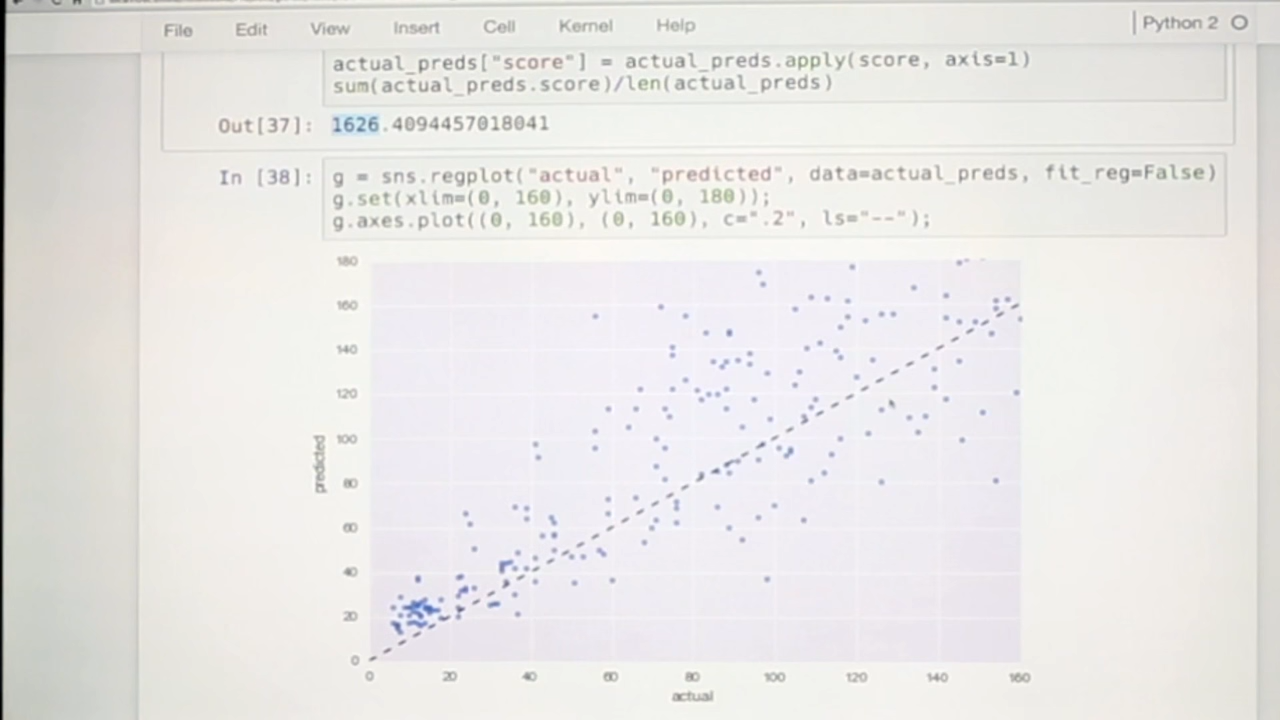 File Edit View Insert Cell Kernel Help Python 2
actual_preds["score"] = actual_preds.apply(score, axis=1)
sum(actual_preds.score)/len(actual_preds)
Out[37]: 1626.4094457018041
In [38]: g = sns.regplot("actual", "predicted", data=actual_preds, fit_reg=False)
g.set(xlim=(0, 160), ylim=(0, 180));
g.axes.plot((0, 160), (0, 160), c=".2", ls="--");
180
160
140
120
100
80
60
40
20
0
predicted
0 20 40 60 80 100 120 140 160
actual